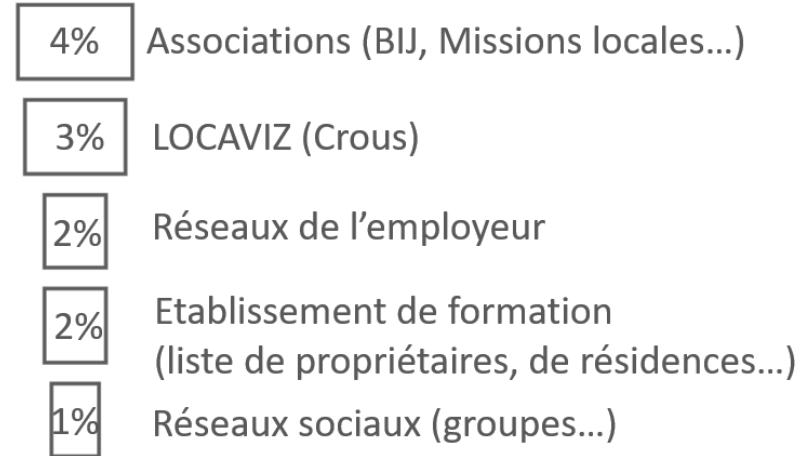 4% Associations (BIJ, Missions locales…)
3% LOCAVIZ (Crous)
2% Réseaux de l’employeur
2% Etablissement de formation
(liste de propriétaires, de résidences…)
1% Réseaux sociaux (groupes…)